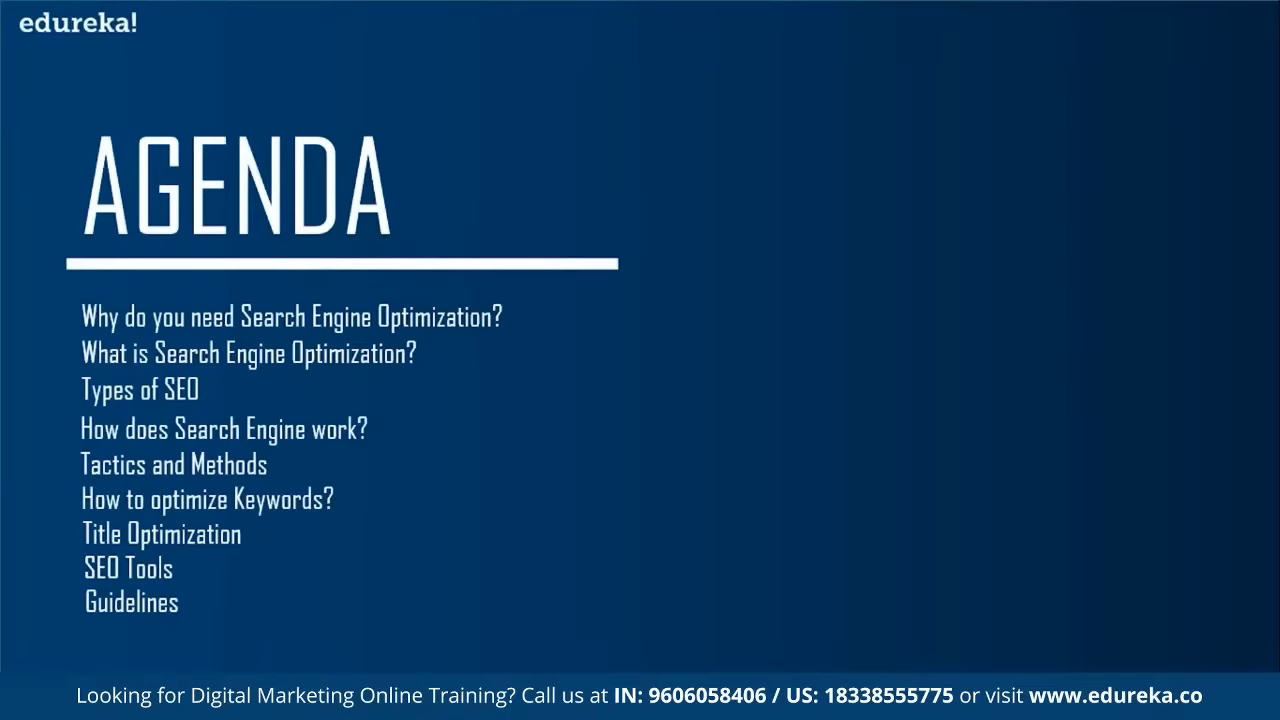 edureka!
AGENDA
Why do you need Search Engine Optimization?
What is Search Engine Optimization?
Types of SEO
How does Search Engine work?
Tactics and Methods
How to optimize Keywords?
Title Optimization
SEO Tools
Guidelines
Looking for Digital Marketing Online Training? Call us at IN: 9606058406 / US: 18338555775 or visit www.edureka.co